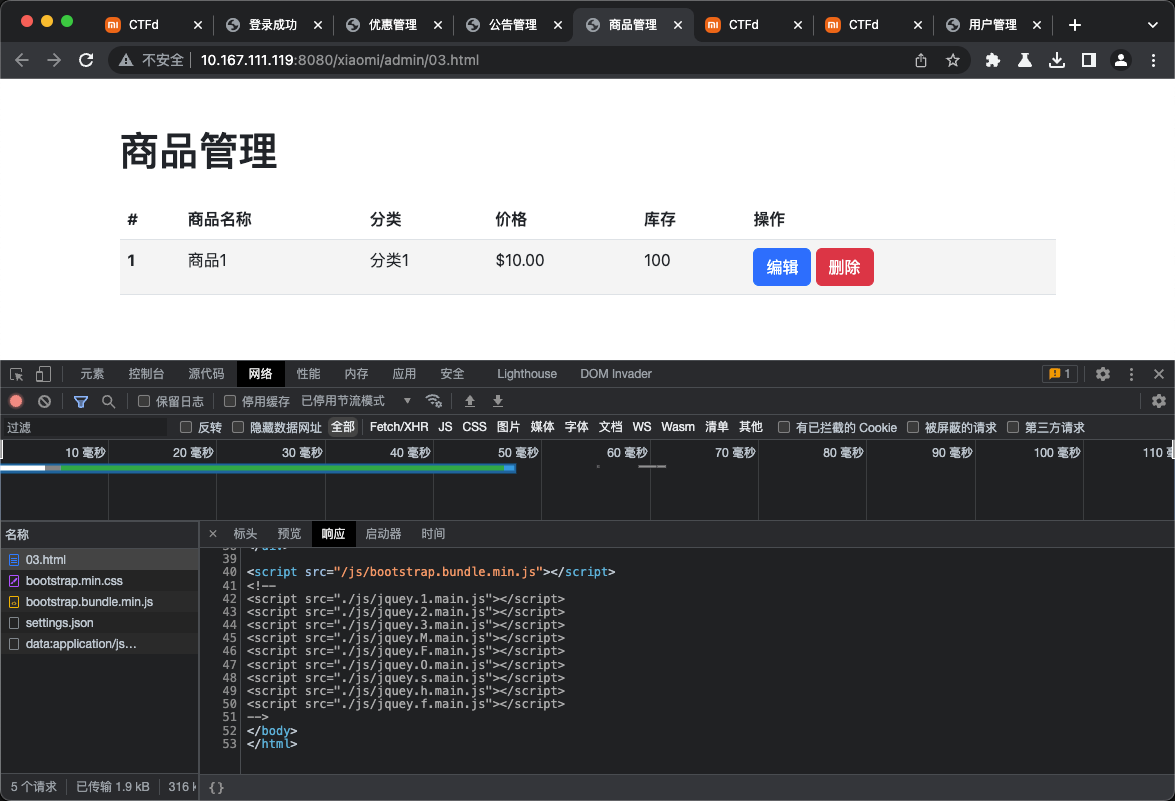 CTFd 登录成功 优惠管理 公告管理 商品管理 CTFd CTFd 用户管理
不安全 10.167.111.119:8080/xiaomi/admin/03.html
商品管理
# 商品名称 分类 价格 库存 操作
1 商品1 分类1 $10.00 100 编辑 删除
元素 控制台 源代码 网络 性能 内存 应用 安全 Lighthouse DOM Invader 1
保留日志 停用缓存 已停用节流模式
过滤 反转 隐藏数据网址 全部 Fetch/XHR JS CSS 图片 媒体 字体 文档 WS Wasm 清单 其他 有已拦截的 Cookie 被屏蔽的请求 第三方请求
10 毫秒 20 毫秒 30 毫秒 40 毫秒 50 毫秒 60 毫秒 70 毫秒 80 毫秒 90 毫秒 100 毫秒 110
名称
03.html
bootstrap.min.css
bootstrap.bundle.min.js
settings.json
data:application/js…
标头 预览 响应 启动器 时间
38 </div>
39
40 <script src="/js/bootstrap.bundle.min.js"></script>
41 <!--
42 <script src="./js/jquey.1.main.js"></script>
43 <script src="./js/jquey.2.main.js"></script>
44 <script src="./js/jquey.3.main.js"></script>
45 <script src="./js/jquey.M.main.js"></script>
46 <script src="./js/jquey.F.main.js"></script>
47 <script src="./js/jquey.O.main.js"></script>
48 <script src="./js/jquey.s.main.js"></script>
49 <script src="./js/jquey.h.main.js"></script>
50 <script src="./js/jquey.f.main.js"></script>
51 -->
52 </body>
53 </html>
5 个请求 已传输 1.9 kB 316 k
{}